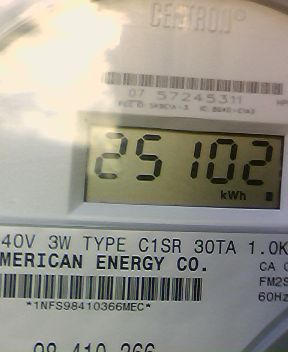 CENTRON®
07 57245311
25102
kWh
40V 3W TYPE C1SR 30TA 1.0K
MERICAN ENERGY CO.
CA 0
FM2S
60Hz
*1NFS98410366MEC*
98 410 366